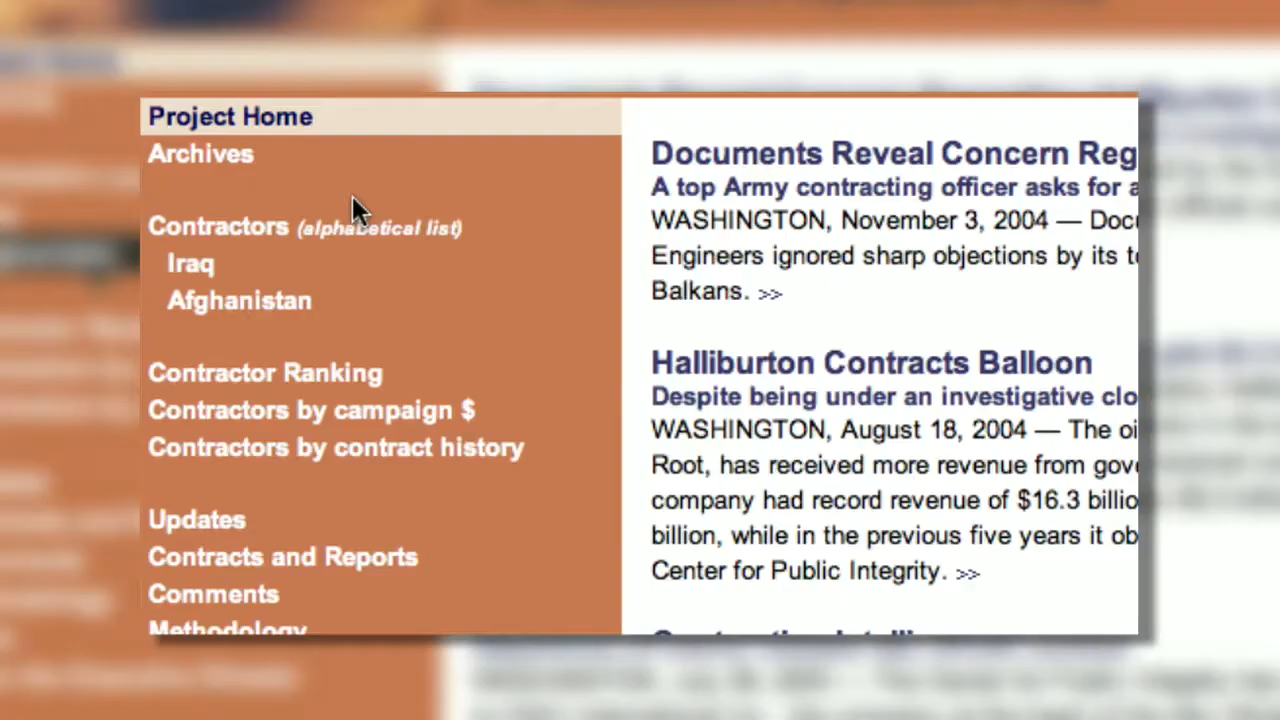 Project Home
Archives
Contractors (alphabetical list)
Iraq
Afghanistan
Contractor Ranking
Contractors by campaign $
Contractors by contract history
Updates
Contracts and Reports
Comments
Methodology
Documents Reveal Concern Reg
A top Army contracting officer asks for a
WASHINGTON, November 3, 2004 — Docu
Engineers ignored sharp objections by its t
Balkans. >>
Halliburton Contracts Balloon
Despite being under an investigative clo
WASHINGTON, August 18, 2004 — The oi
Root, has received more revenue from gov
company had record revenue of $16.3 billio
billion, while in the previous five years it ob
Center for Public Integrity. >>